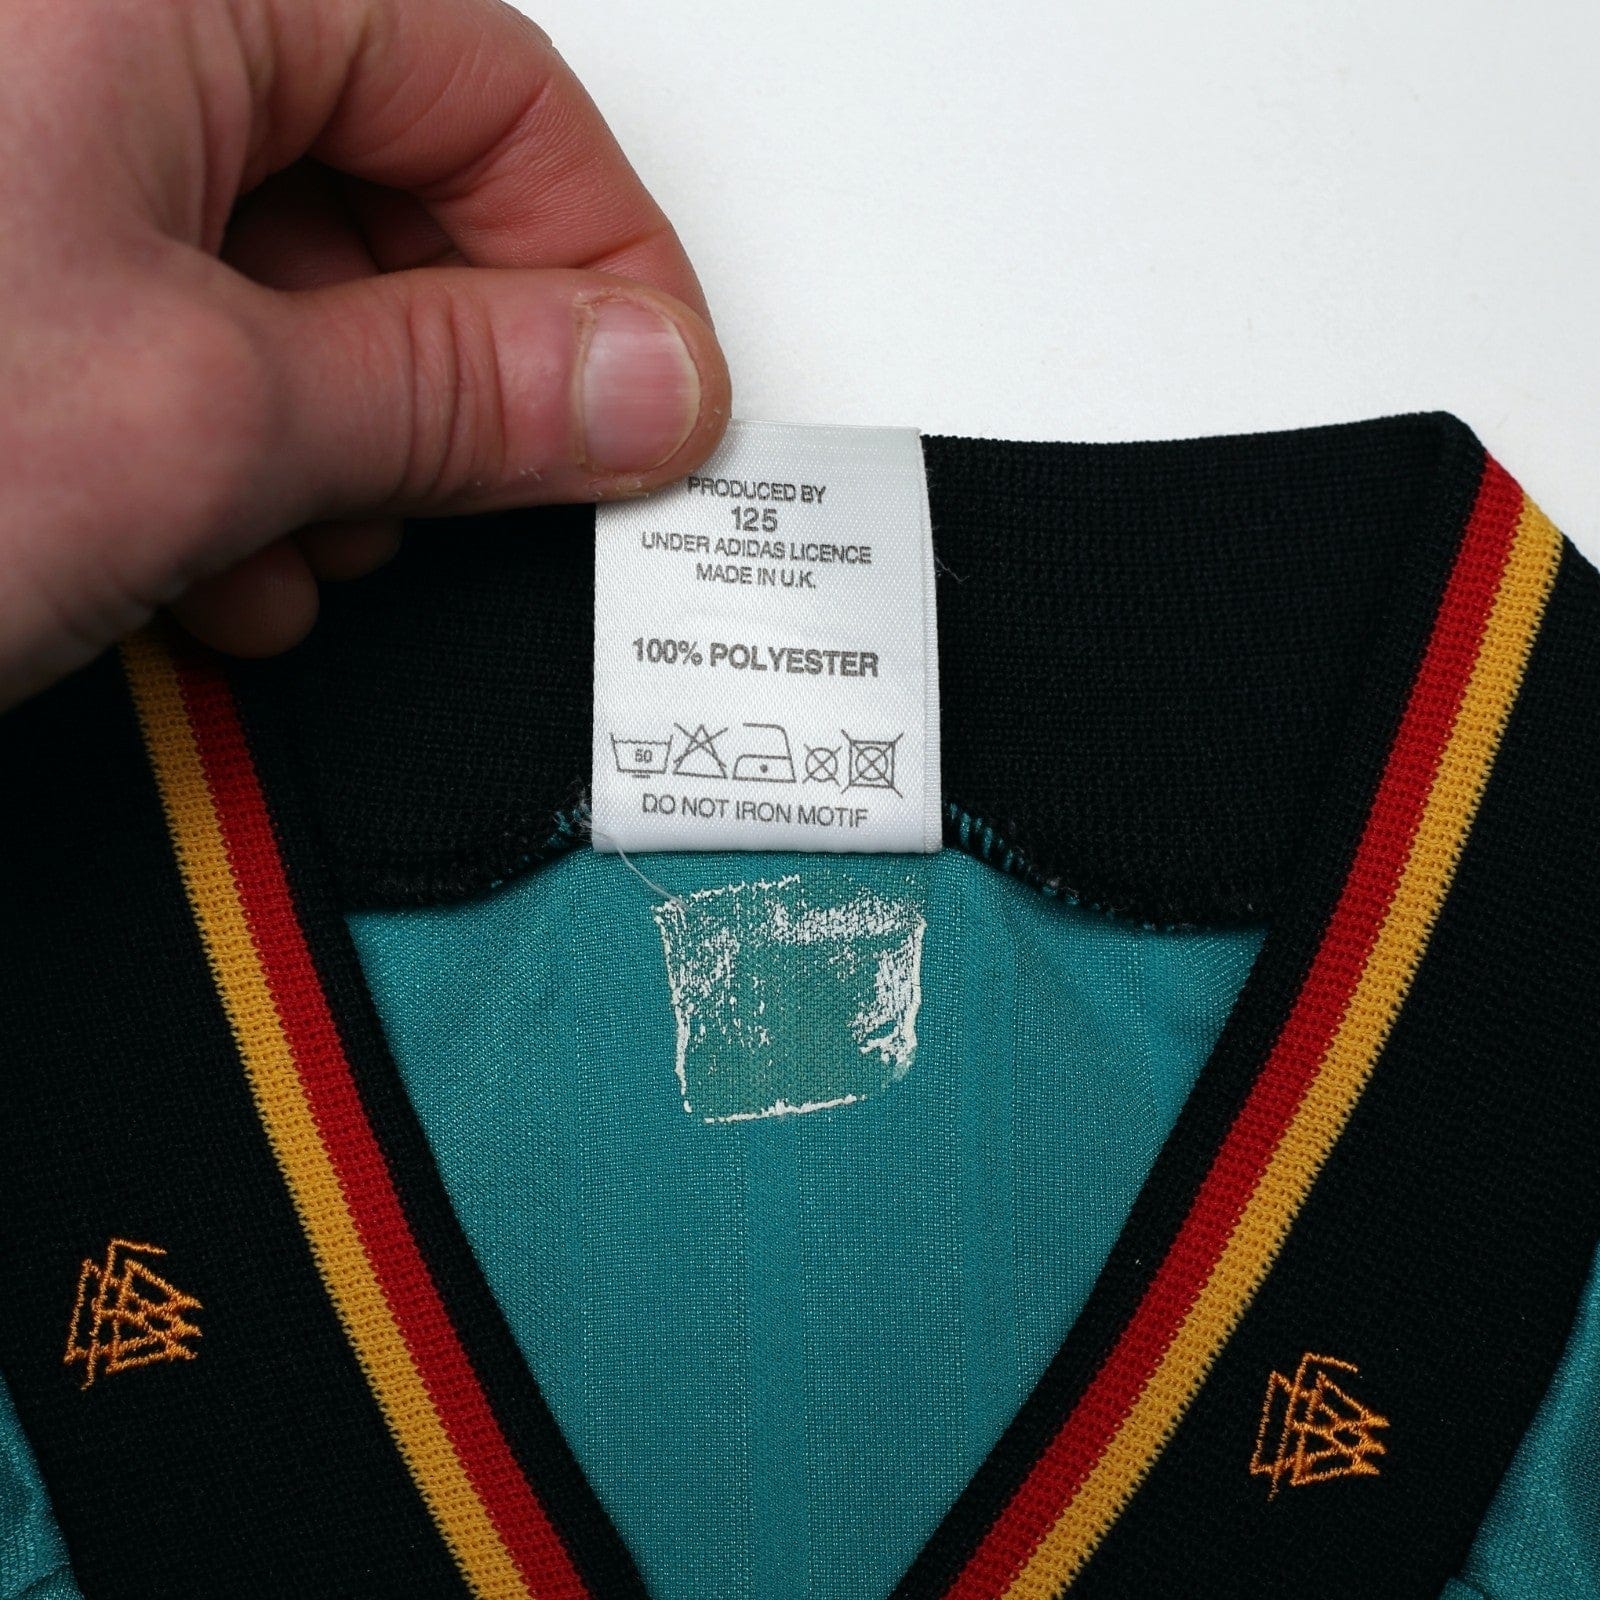 PRODUCED BY
125
UNDER ADIDAS LICENCE
MADE IN U.K.
100% POLYESTER
50
DO NOT IRON MOTIF